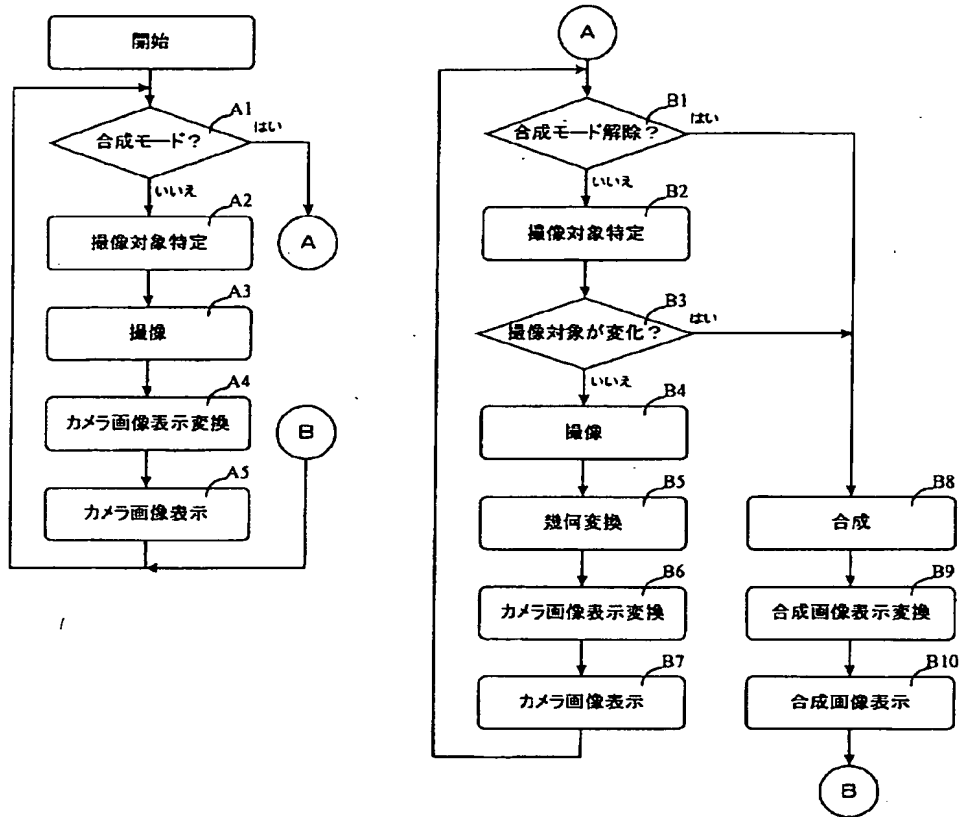 開始
A1
合成モード?
はい
いいえ
A
A2
撮像対象特定
A3
撮像
A4
カメラ画像表示変換
B
A5
カメラ画像表示
A
B1
合成モード解除?
はい
いいえ
B2
撮像対象特定
B3
撮像対象が変化?
はい
いいえ
B4
撮像
B5
幾何変換
B6
カメラ画像表示変換
B7
カメラ画像表示
B8
合成
B9
合成画像表示変換
B10
合成画像表示
B